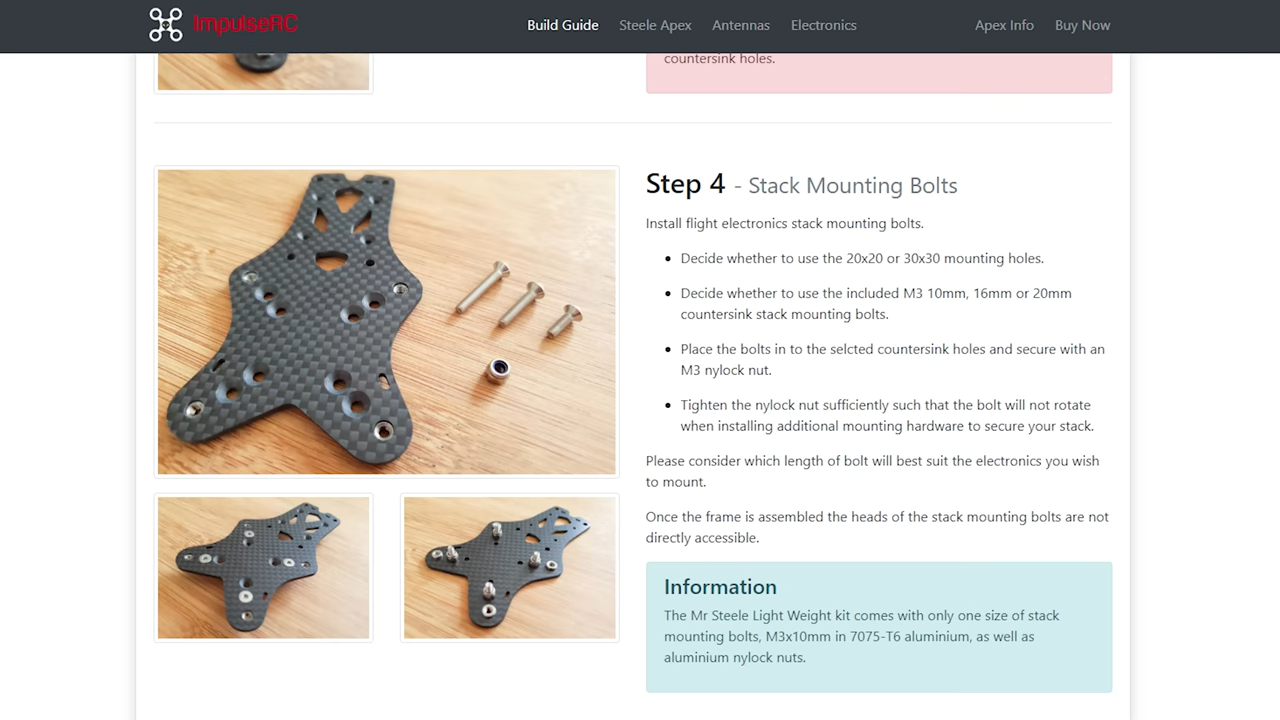 ImpulseRC
Build Guide
Steele Apex
Antennas
Electronics
Apex Info
Buy Now
countersink holes.
Step 4 - Stack Mounting Bolts
Install flight electronics stack mounting bolts.
Decide whether to use the 20x20 or 30x30 mounting holes.
Decide whether to use the included M3 10mm, 16mm or 20mm
countersink stack mounting bolts.
Place the bolts in to the selcted countersink holes and secure with an
M3 nylock nut.
Tighten the nylock nut sufficiently such that the bolt will not rotate
when installing additional mounting hardware to secure your stack.
Please consider which length of bolt will best suit the electronics you wish
to mount.
Once the frame is assembled the heads of the stack mounting bolts are not
directly accessible.
Information
The Mr Steele Light Weight kit comes with only one size of stack
mounting bolts, M3x10mm in 7075-T6 aluminium, as well as
aluminium nylock nuts.